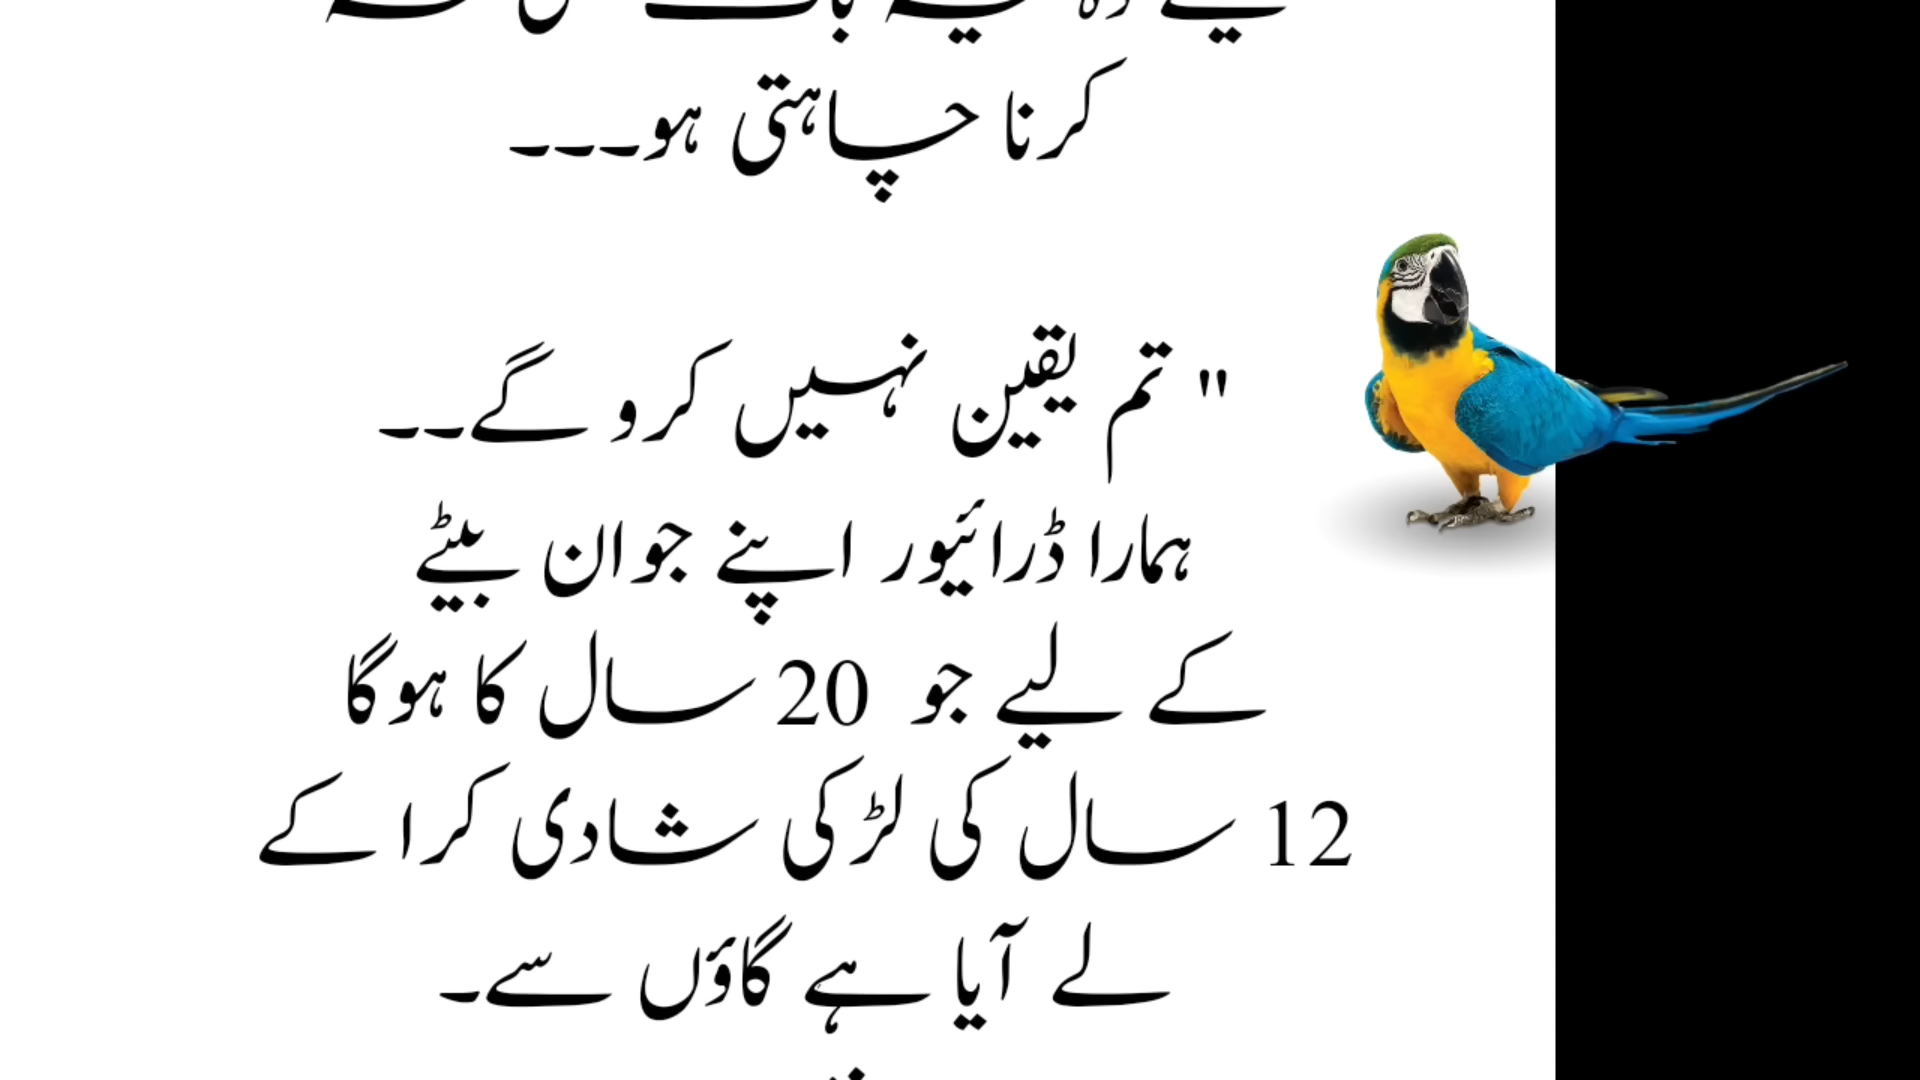 کرنا چاہتی ہو۔۔۔
" تم یقین نہیں کرو گے۔۔
ہمارا ڈرائیور اپنے جوان بیٹے
کے لیے جو 20 سال کا ہوگا
12 سال کی لڑکی شادی کرا کے
لے آیا ہے گاؤں سے۔